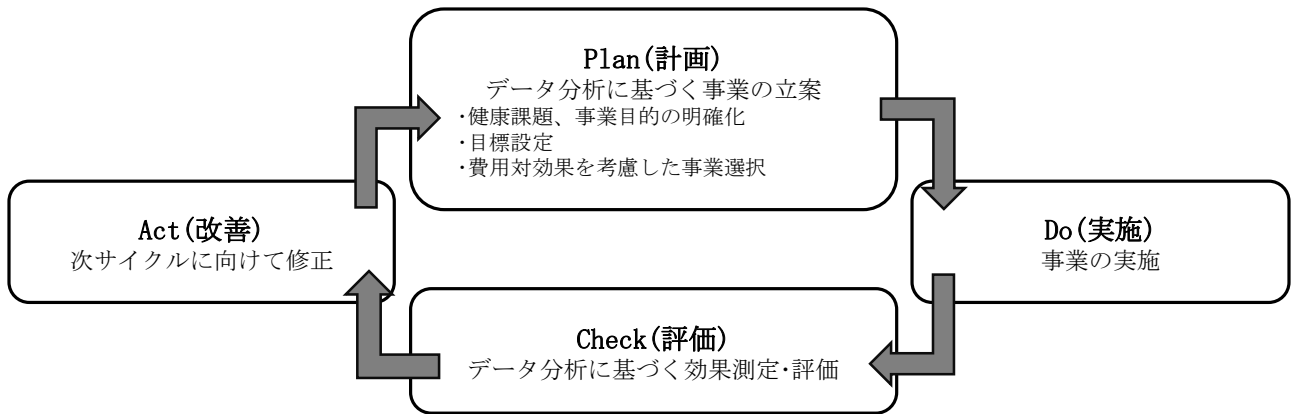 Plan(計画)
データ分析に基づく事業の立案
・健康課題、事業目的の明確化
・目標設定
・費用対効果を考慮した事業選択
Act(改善)
次サイクルに向けて修正
Do(実施)
事業の実施
Check(評価)
データ分析に基づく効果測定・評価